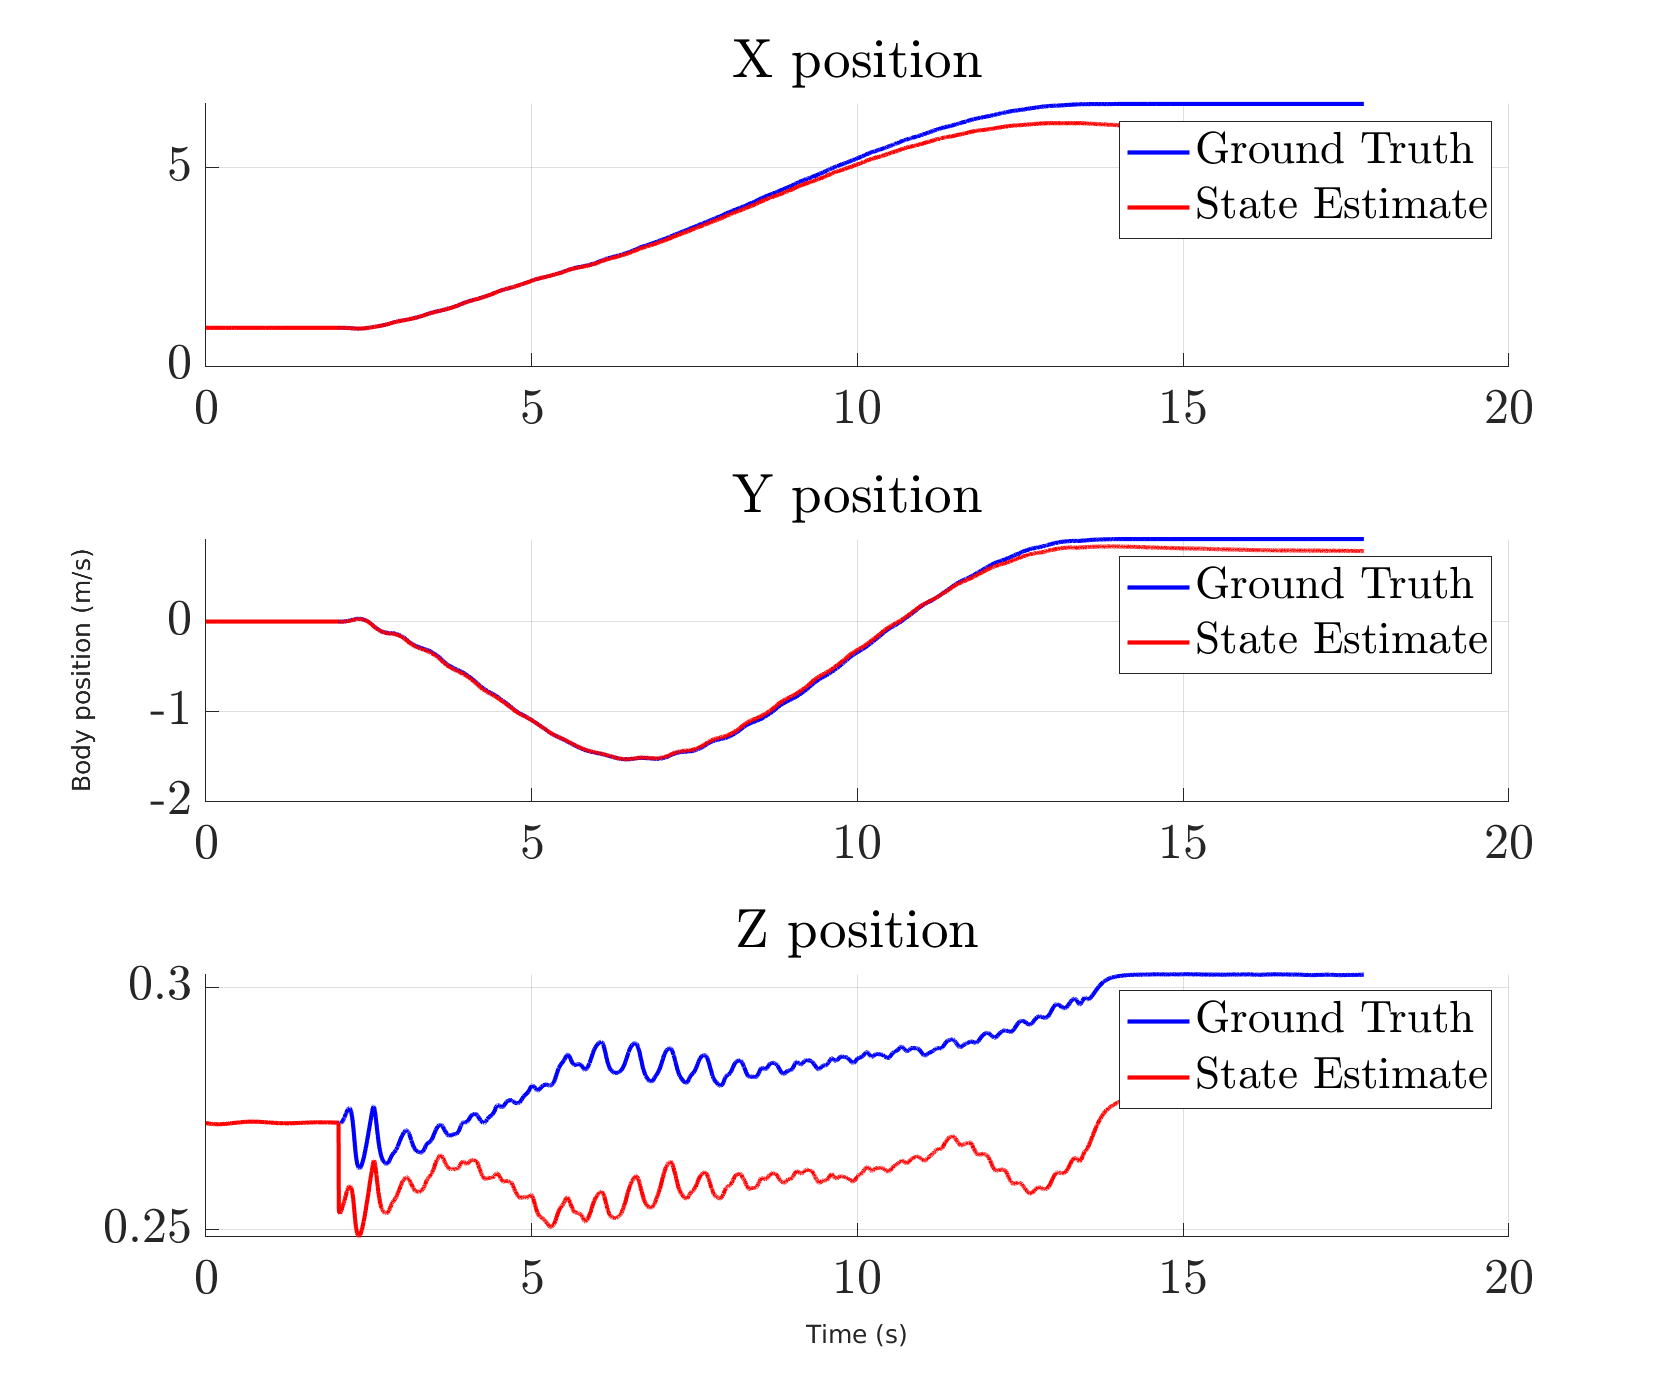 X position
5
0
0 5 10 15 20
Ground Truth
State Estimate
Y position
Body position (m/s)
0
-1
-2
0 5 10 15 20
Ground Truth
State Estimate
Z position
0.3
0.25
0 5 10 15 20
Ground Truth
State Estimate
Time (s)